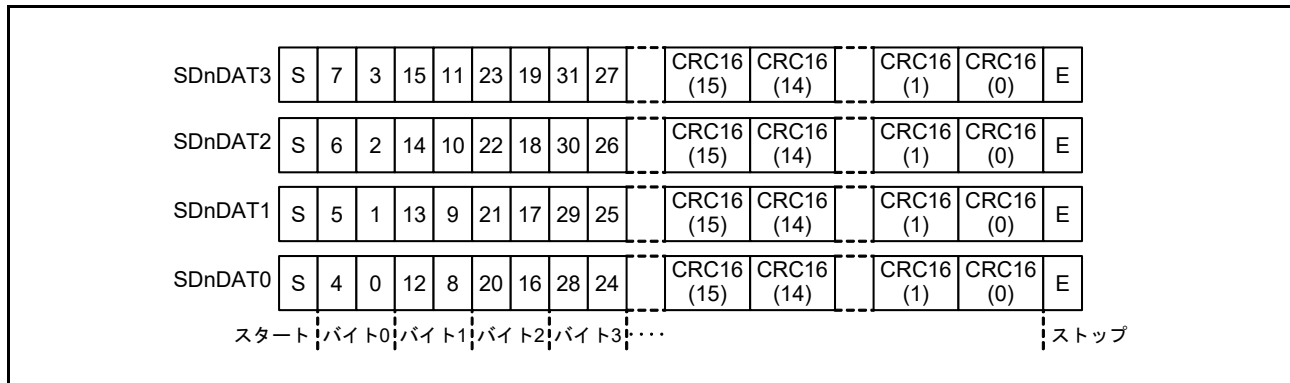 SDnDAT3 S 7 3 15 11 23 19 31 27 CRC16 (15) CRC16 (14) CRC16 (1) CRC16 (0) E
SDnDAT2 S 6 2 14 10 22 18 30 26 CRC16 (15) CRC16 (14) CRC16 (1) CRC16 (0) E
SDnDAT1 S 5 1 13 9 21 17 29 25 CRC16 (15) CRC16 (14) CRC16 (1) CRC16 (0) E
SDnDAT0 S 4 0 12 8 20 16 28 24 CRC16 (15) CRC16 (14) CRC16 (1) CRC16 (0) E
スタート バイト0 バイト1 バイト2 バイト3 ···· ストップ